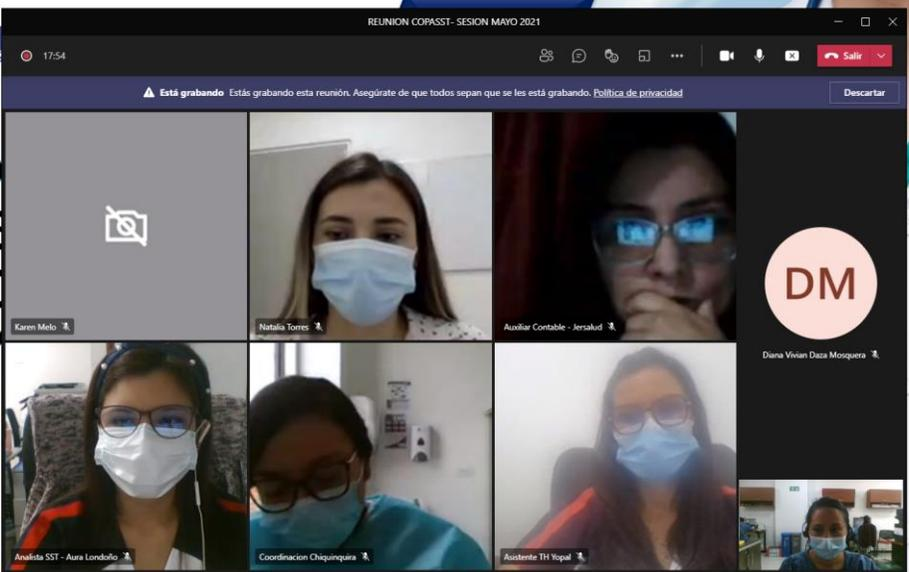 REUNION COPASST- SESION MAYO 2021
17:54
Salir
Está grabando Estás grabando esta reunión. Asegúrate de que todos sepan que se les está grabando. Política de privacidad
Descartar
Karen Melo
Natalia Torres
Auxiliar Contable - Jersalud
DM
Diana Vivian Daza Mosquera
Analista SST - Aura Londoño
Coordinacion Chiquinquira
Asistente TH Yopal